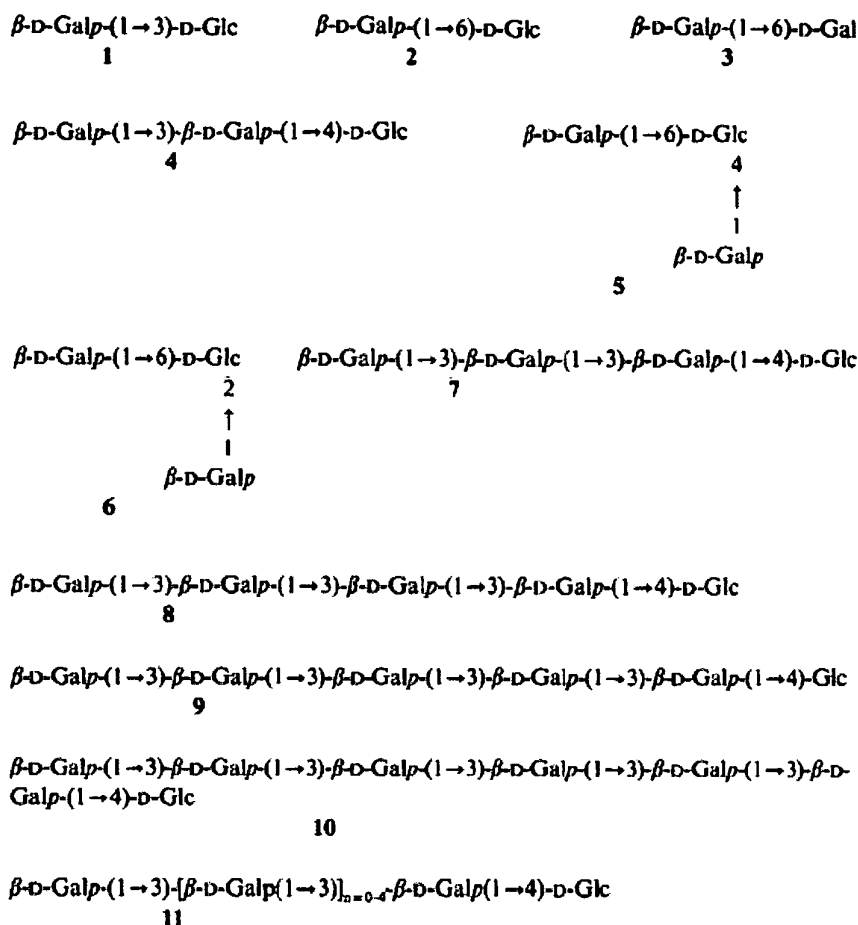 β-D-Galp-(1→3)-D-Glc β-D-Galp-(1→6)-D-Glc β-D-Galp-(1→6)-D-Gal
1 2 3
β-D-Galp-(1→3)-β-D-Galp-(1→4)-D-Glc β-D-Galp-(1→6)-D-Glc
4 4
↑
1
β-D-Galp
5
β-D-Galp-(1→6)-D-Glc β-D-Galp-(1→3)-β-D-Galp-(1→3)-β-D-Galp-(1→4)-D-Glc
2 7
↑
1
β-D-Galp
6
β-D-Galp-(1→3)-β-D-Galp-(1→3)-β-D-Galp-(1→3)-β-D-Galp-(1→4)-D-Glc
8
β-D-Galp-(1→3)-β-D-Galp-(1→3)-β-D-Galp-(1→3)-β-D-Galp-(1→3)-β-D-Galp-(1→4)-Glc
9
β-D-Galp-(1→3)-β-D-Galp-(1→3)-β-D-Galp-(1→3)-β-D-Galp-(1→3)-β-D-Galp-(1→3)-β-D-
Galp-(1→4)-D-Glc
10
β-D-Galp-(1→3)-[β-D-Galp(1→3)]n=0-4-β-D-Galp(1→4)-D-Glc
11